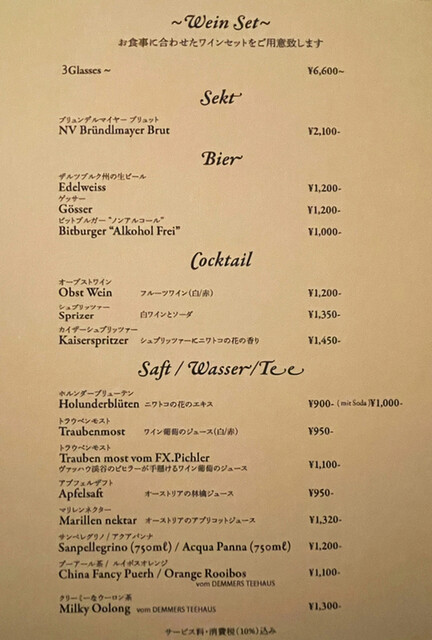 ~Wein Set~
お食事に合わせたワインセットをご用意致します
3Glasses ~ ¥6,600~
Sekt
ブリュンデルマイヤー ブリュット
NV Bründlmayer Brut ¥2,100-
Bier
ザルツブルク州の生ビール
Edelweiss ¥1,200-
ゲッサー
Gösser ¥1,200-
ビットブルガー "ノンアルコール"
Bitburger "Alkohol Frei" ¥1,000-
Cocktail
オーブストワイン
Obst Wein フルーツワイン(白/赤) ¥1,200-
シュプリッツァー
Sprizer 白ワインとソーダ ¥1,350-
カイザーシュプリッツァー
Kaiserspritzer シュプリッツァーにニワトコの花の香り ¥1,450-
Saft / Wasser/Tee
ホルンダーブリューテン
Holunderblüten ニワトコの花のエキス ¥900- (mit Soda)¥1,000-
トラウベンモスト
Traubenmost ワイン葡萄のジュース(白/赤) ¥950-
トラウベンモスト
Trauben most vom FX.Pichler
ヴァッハウ渓谷のピヒラーが手掛けるワイン葡萄のジュース ¥1,100-
アプフェルザフト
Apfelsaft オーストリアの林檎ジュース ¥950-
マリレンネクター
Marillen nektar オーストリアのアプリコットジュース ¥1,320-
サンペレグリノ / アクアパンナ
Sanpellegrino (750㎖) / Acqua Panna (750㎖) ¥1,200-
プーアール茶 / ルイボスオレンジ
China Fancy Puerh / Orange Rooibos ¥1,100-
vom DEMMERS TEEHAUS
クリーミーなウーロン茶
Milky Oolong vom DEMMERS TEEHAUS ¥1,300-
サービス料・消費税(10%)込み